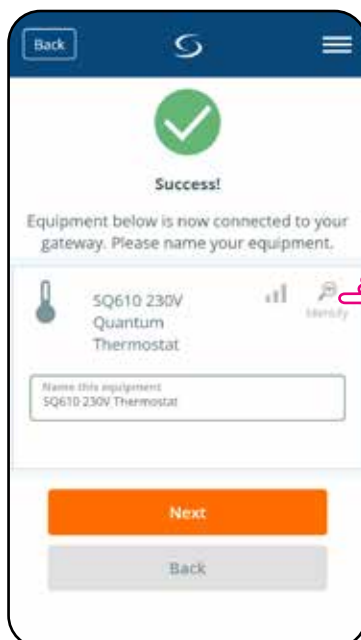 Back
Success!
Equipment below is now connected to your
gateway. Please name your equipment.
SQ610 230V
Quantum
Thermostat
Identify
Name this equipment
SQ610 230V Thermostat
Next
Back